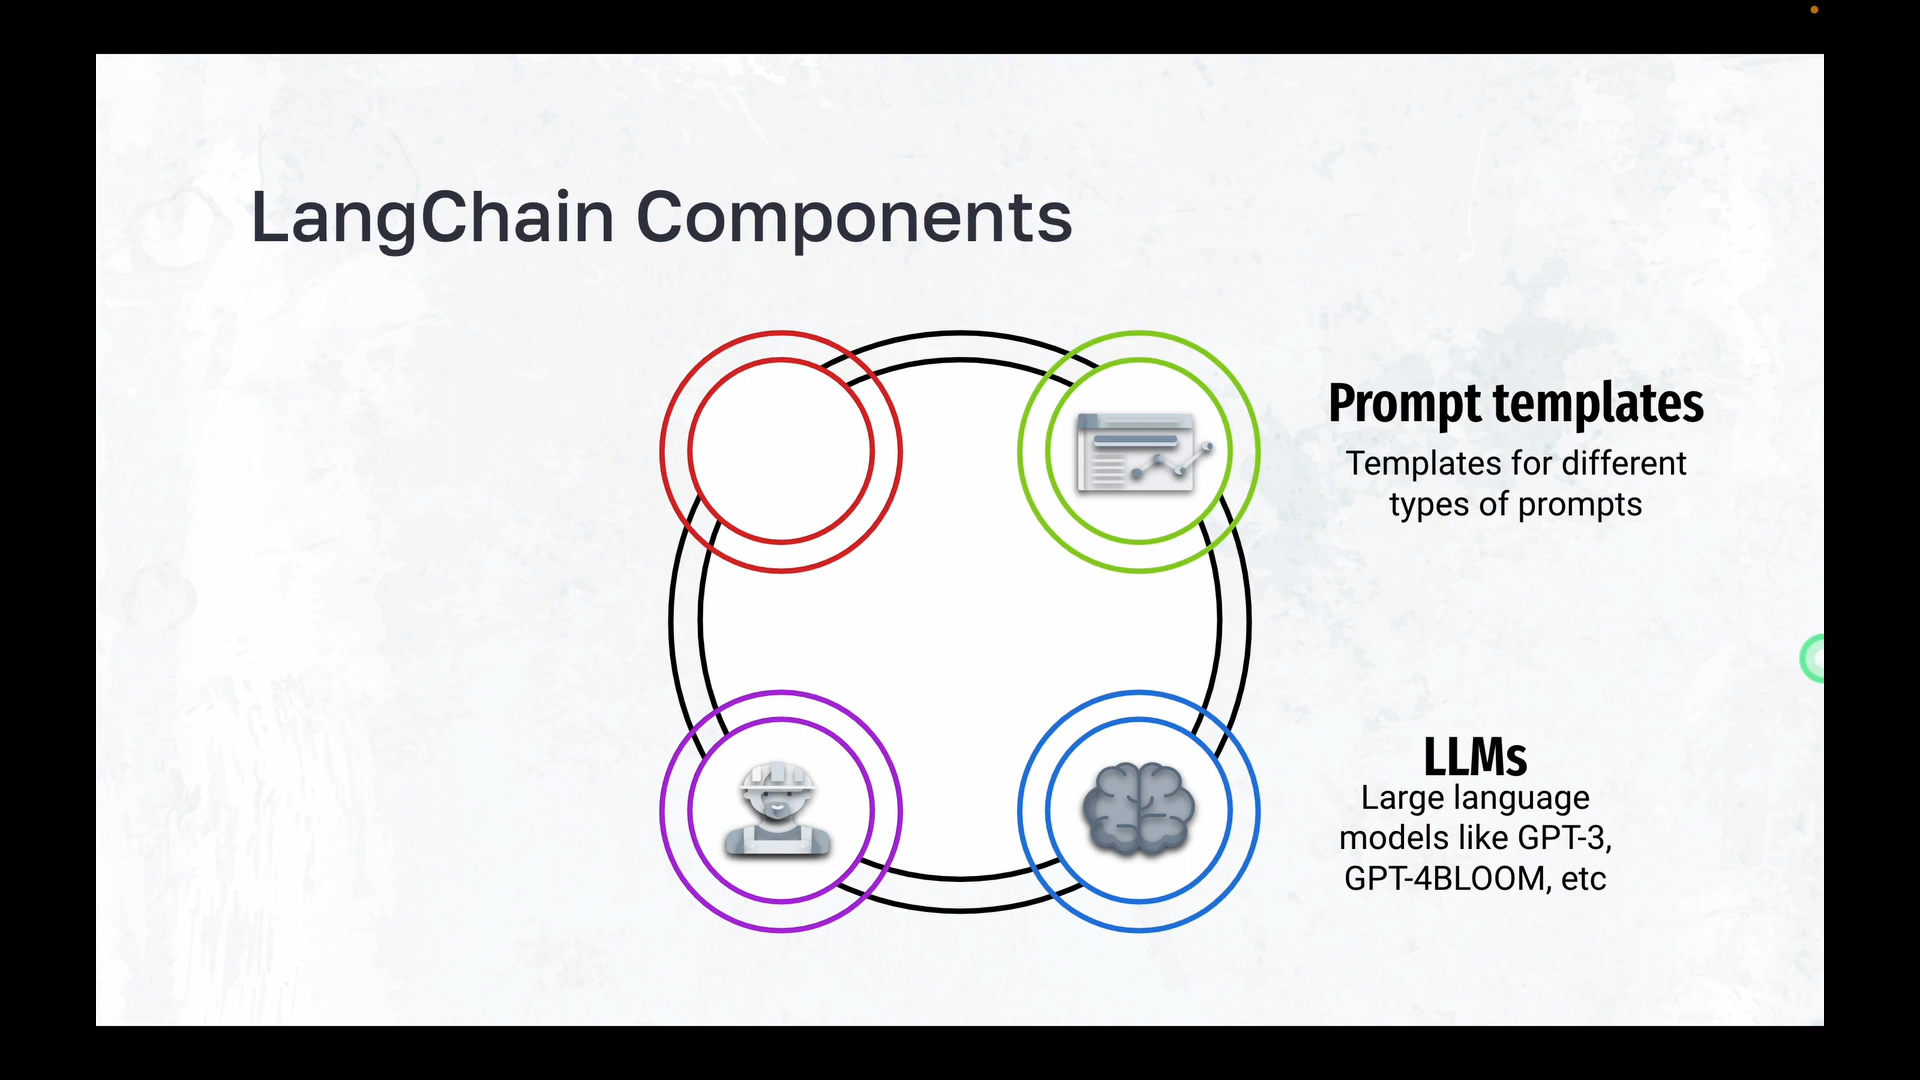 LangChain Components
Prompt templates
Templates for different
types of prompts
LLMs
Large language
models like GPT-3,
GPT-4BLOOM, etc